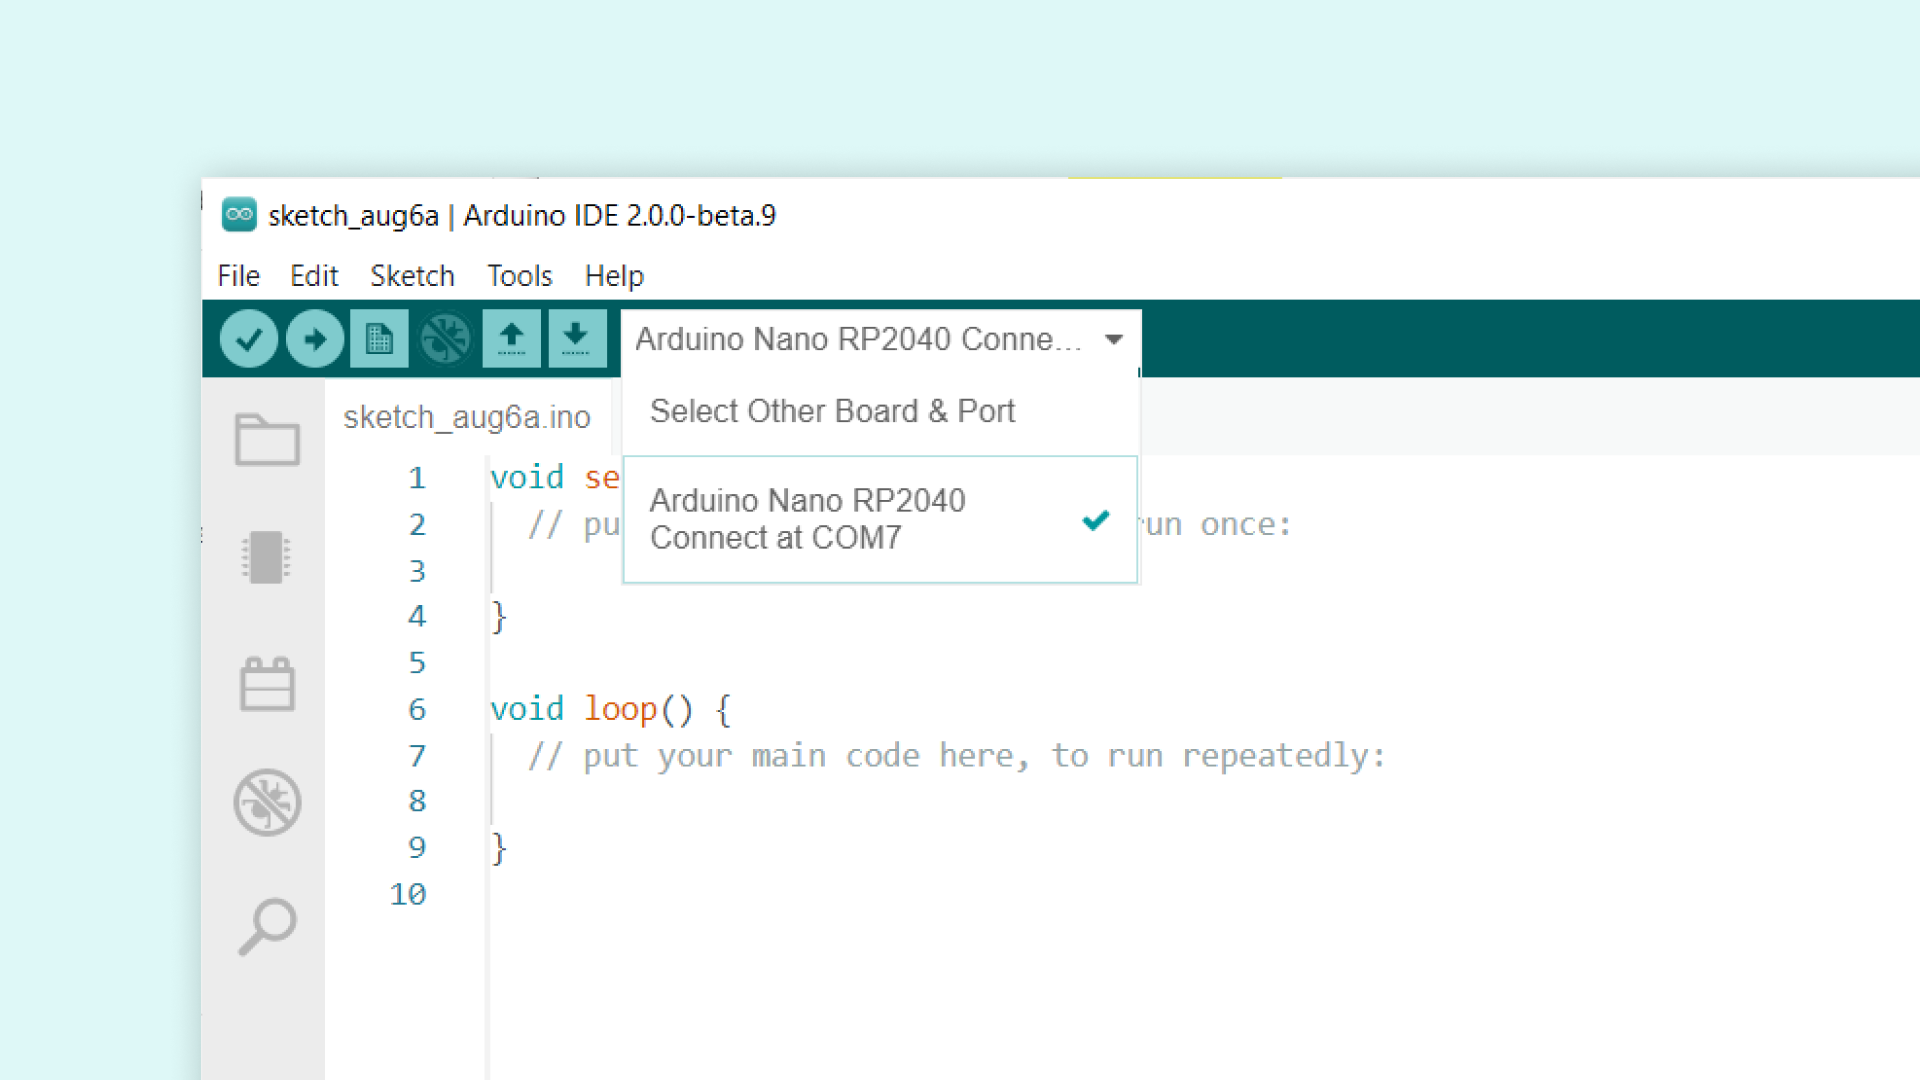 sketch_aug6a | Arduino IDE 2.0.0-beta.9
File Edit Sketch Tools Help
Arduino Nano RP2040 Conne...
Select Other Board & Port
Arduino Nano RP2040
Connect at COM7
sketch_aug6a.ino
1 void se
2 // pu run once:
3
4 }
5
6 void loop() {
7 // put your main code here, to run repeatedly:
8
9 }
10